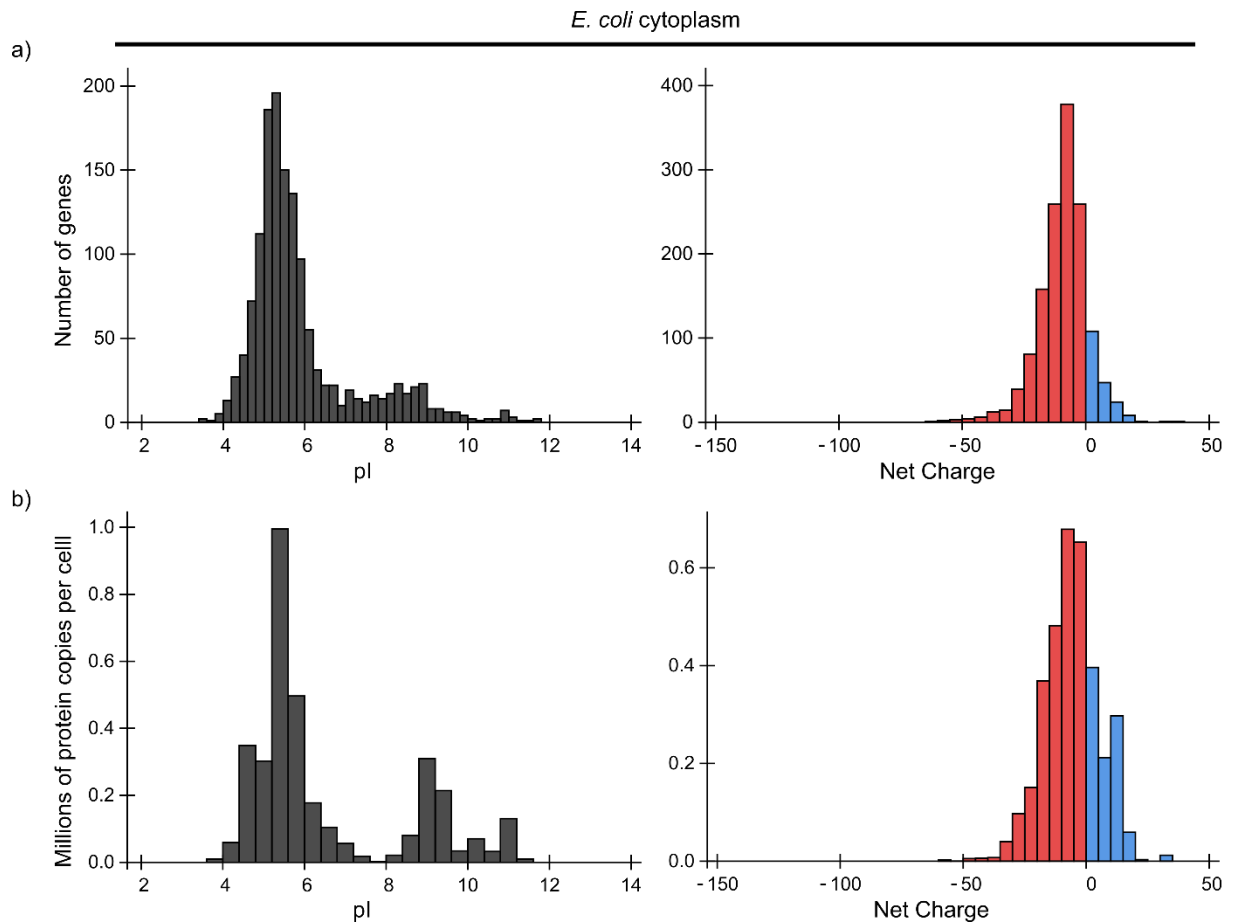 E. coli cytoplasm
a)
Number of genes
200
150
100
50
0
2 4 6 8 10 12 14
pI
400
300
200
100
0
-150 -100 -50 0 50
Net Charge
b)
Millions of protein copies per celll
1.0
0.8
0.6
0.4
0.2
0.0
2 4 6 8 10 12 14
pI
0.6
0.4
0.2
0.0
-150 -100 -50 0 50
Net Charge